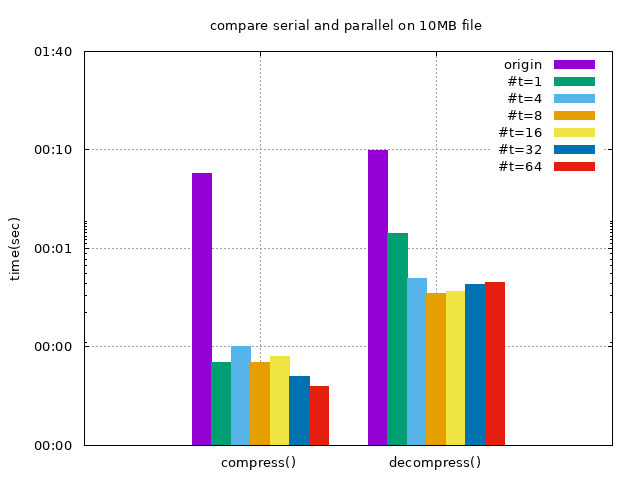 compare serial and parallel on 10MB file
01:40
00:10
00:01
00:00
00:00
time(sec)
origin
#t=1
#t=4
#t=8
#t=16
#t=32
#t=64
compress()
decompress()